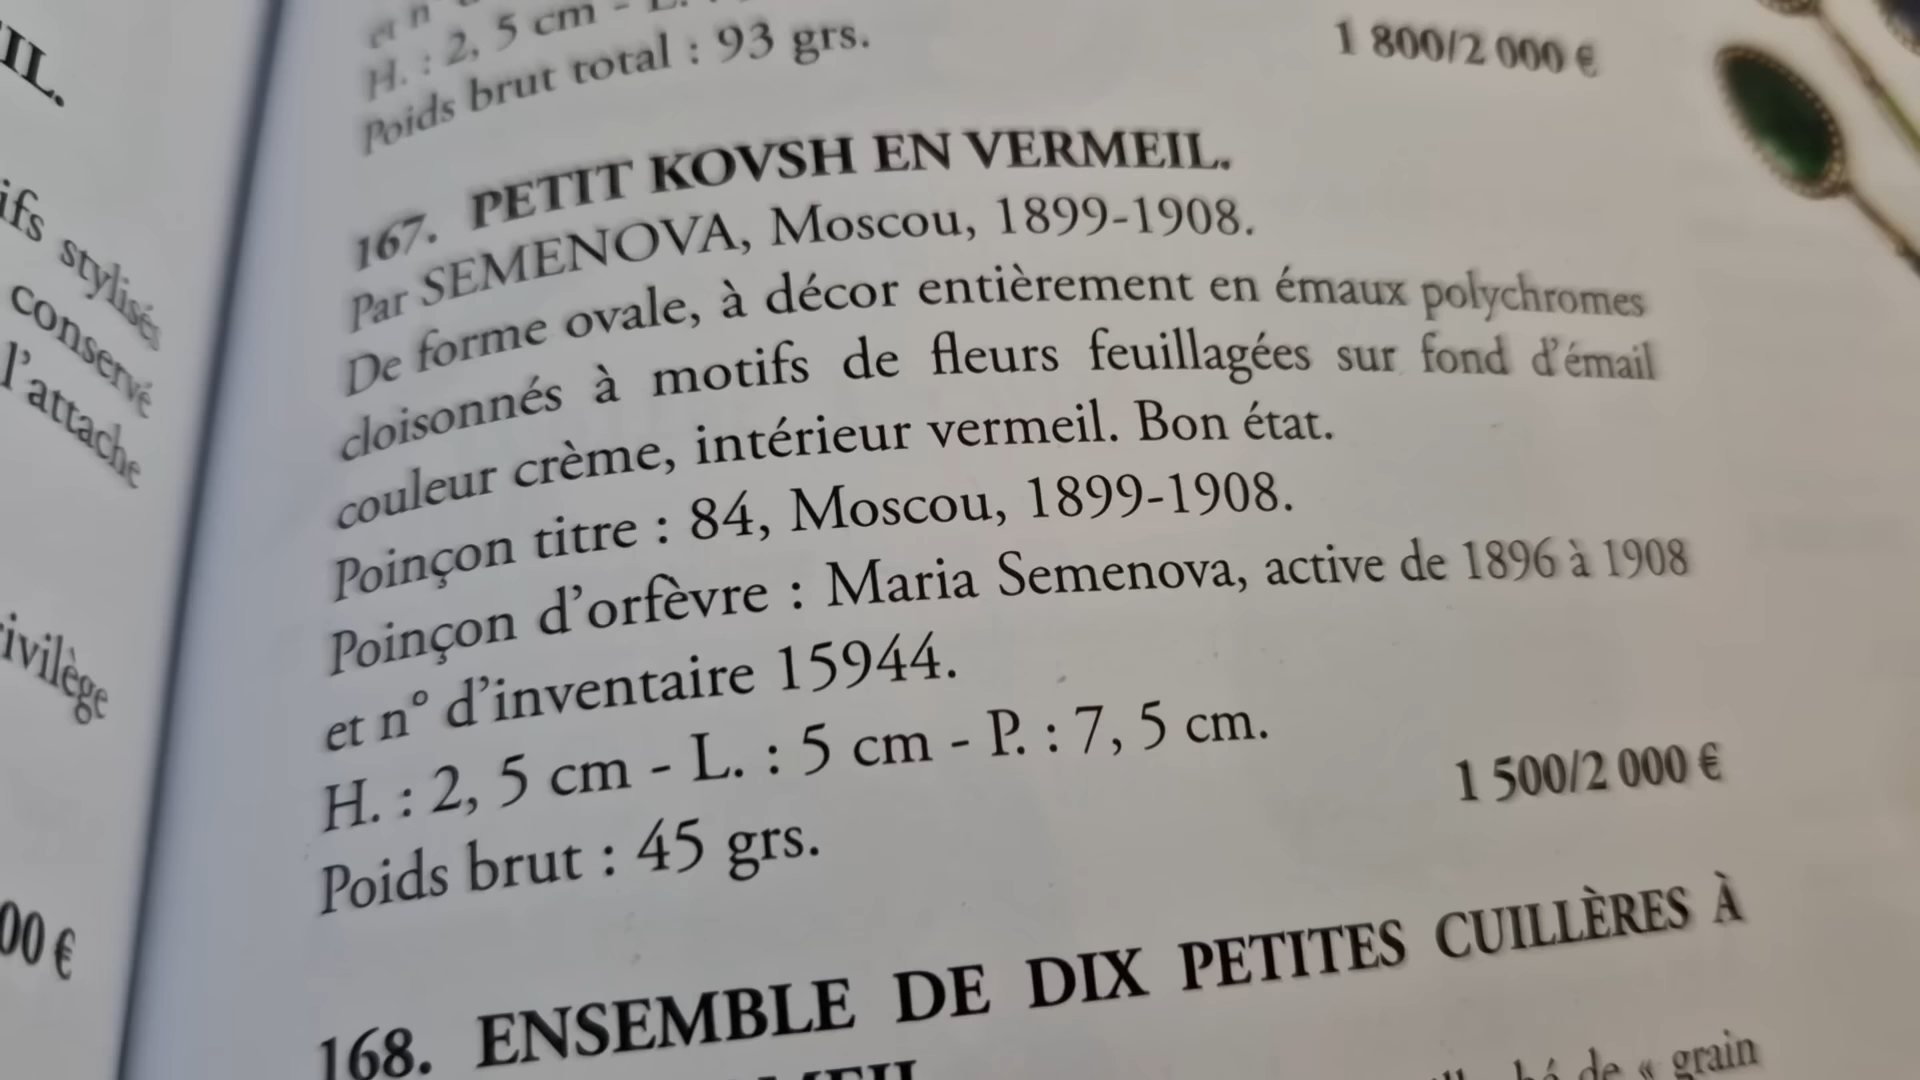 IL.
ifs stylisés
conservé
l'attache
ivilège
00 €
H. : 2, 5 cm -
Poids brut total : 93 grs.
1 800/2 000 €
167. PETIT KOVSH EN VERMEIL.
Par SEMENOVA, Moscou, 1899-1908.
De forme ovale, à décor entièrement en émaux polychromes
cloisonnés à motifs de fleurs feuillagées sur fond d'émail
couleur crème, intérieur vermeil. Bon état.
Poinçon titre : 84, Moscou, 1899-1908.
Poinçon d'orfèvre : Maria Semenova, active de 1896 à 1908
et n° d'inventaire 15944.
H. : 2, 5 cm - L. : 5 cm - P. : 7, 5 cm.
Poids brut : 45 grs.
1 500/2 000 €
168. ENSEMBLE DE DIX PETITES CUILLÈRES À
de « grain